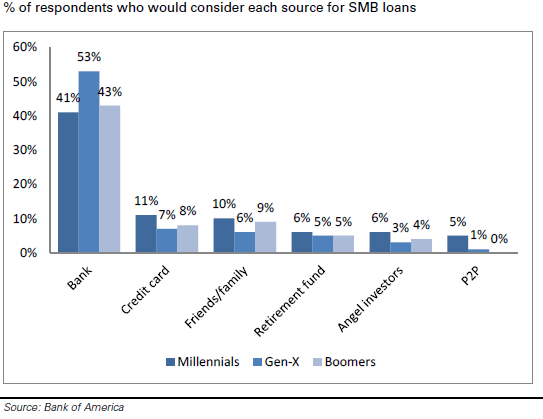 % of respondents who would consider each source for SMB loans
60%
50%
40%
30%
20%
10%
0%
41% 53% 43%
11% 7% 8%
10% 6% 9%
6% 5% 5%
6% 3% 4%
5% 1% 0%
Bank
Credit card
Friends/family
Retirement fund
Angel investors
P2P
Millennials Gen-X Boomers
Source: Bank of America